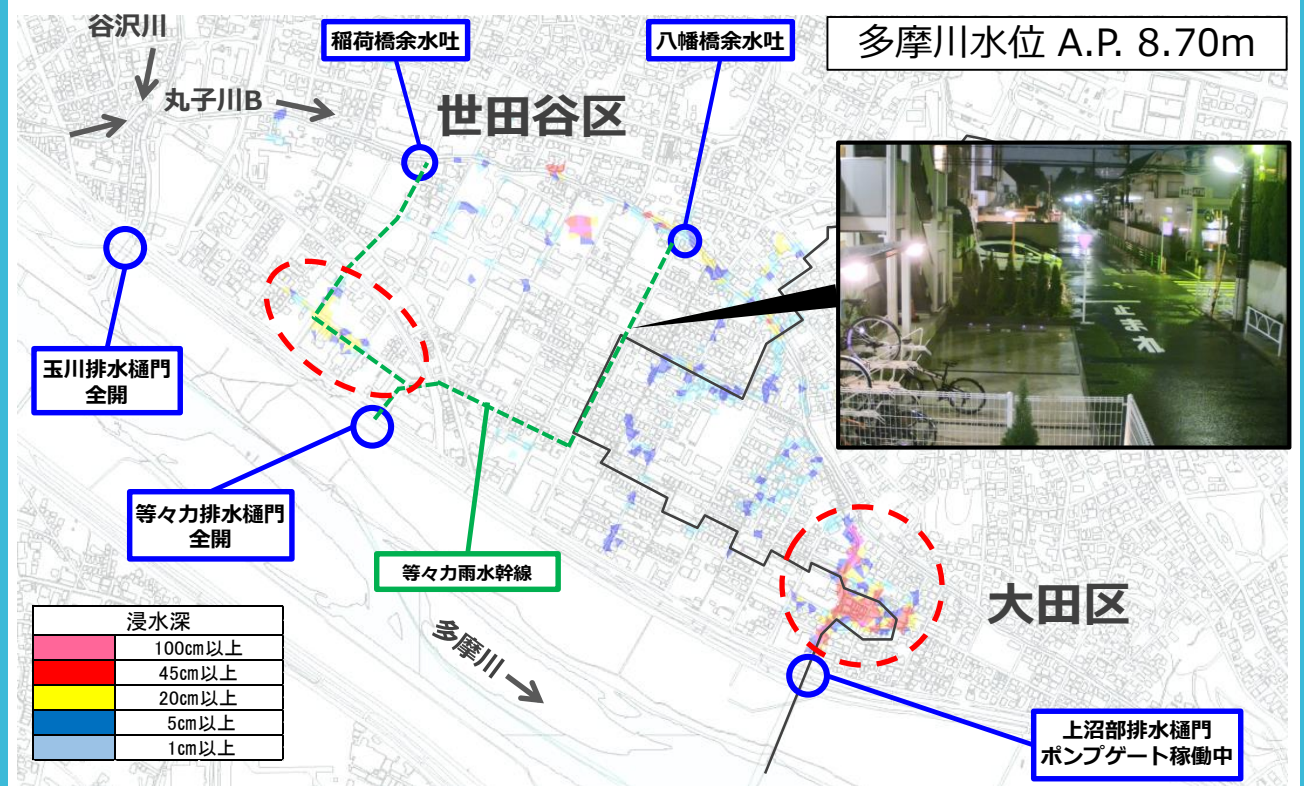 谷沢川
稲荷橋余水吐
八幡橋余水吐
多摩川水位 A.P. 8.70m
丸子川B
世田谷区
止まれ
玉川排水樋門
全開
等々力排水樋門
全開
等々力雨水幹線
大田区
浸水深
100cm以上
45cm以上
20cm以上
5cm以上
1cm以上
多摩川
上沼部排水樋門
ポンプゲート稼働中